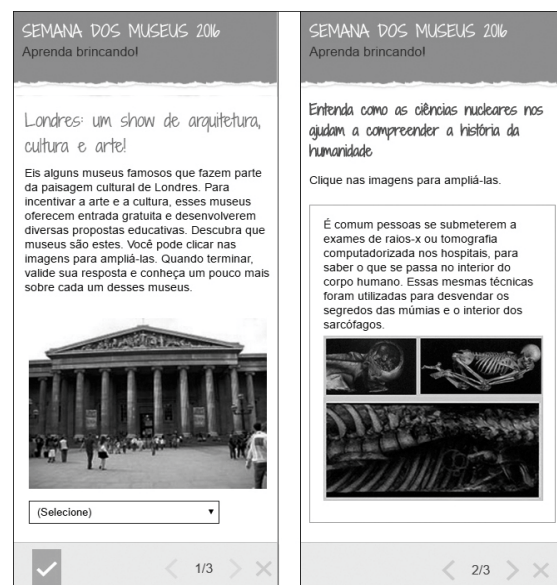 SEMANA DOS MUSEUS 2016
Aprenda brincando!
Londres: um show de arquitetura,
cultura e arte!
Eis alguns museus famosos que fazem parte
da paisagem cultural de Londres. Para
incentivar a arte e a cultura, esses museus
oferecem entrada gratuita e desenvolverem
diversas propostas educativas. Descubra que
museus são estes. Você pode clicar nas
imagens para ampliá-las. Quando terminar,
valide sua resposta e conheça um pouco mais
sobre cada um desses museus.
(Selecione)
1/3
SEMANA DOS MUSEUS 2016
Aprenda brincando!
Entenda como as ciências nucleares nos
ajudam a compreender a história da
humanidade
Clique nas imagens para ampliá-las.
É comum pessoas se submeterem a
exames de raios-x ou tomografia
computadorizada nos hospitais, para
saber o que se passa no interior do
corpo humano. Essas mesmas técnicas
foram utilizadas para desvendar os
segredos das múmias e o interior dos
sarcófagos.
2/3